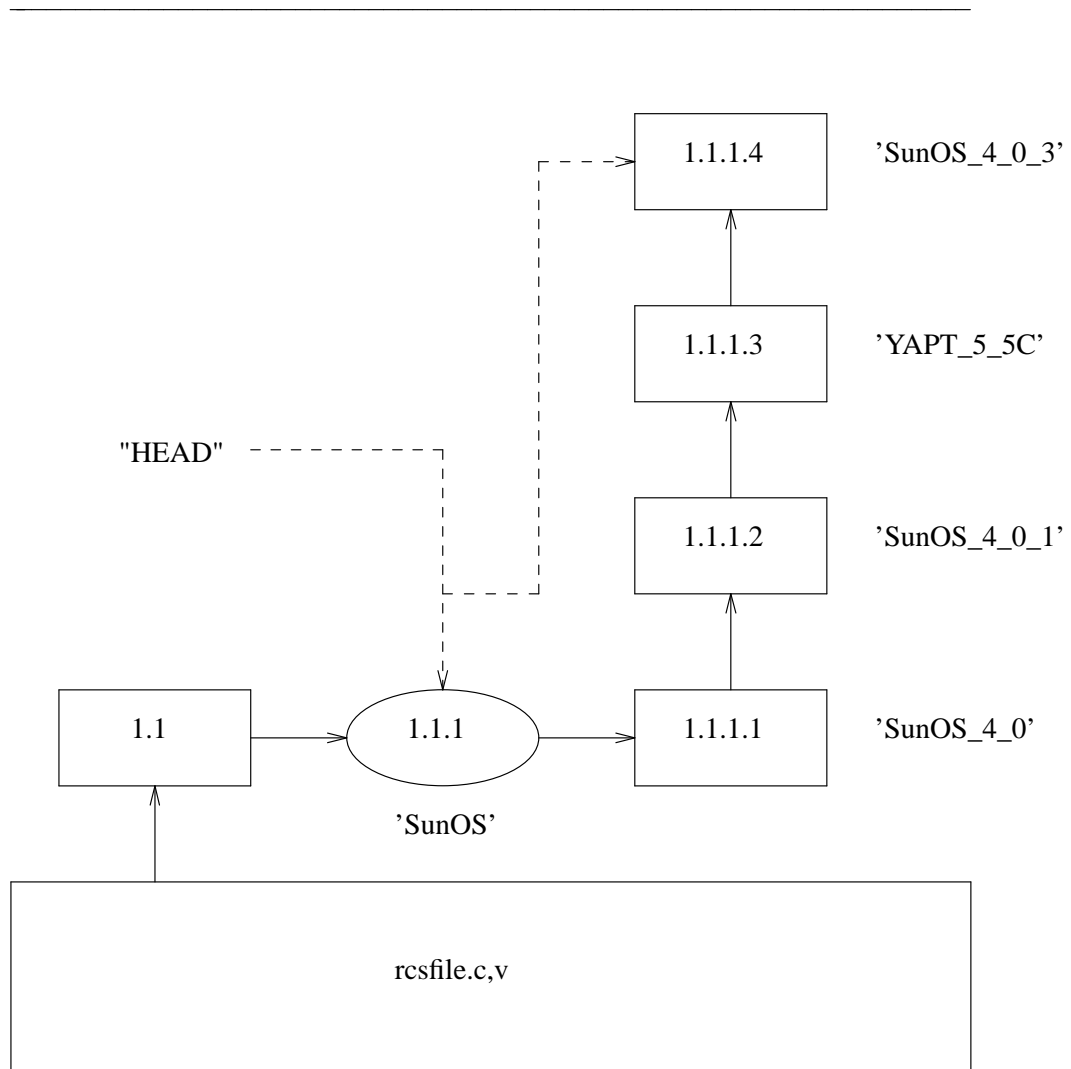 1.1.1.4 ’SunOS_4_0_3’
1.1.1.3 ’YAPT_5_5C’
"HEAD"
1.1.1.2 ’SunOS_4_0_1’
1.1 1.1.1 1.1.1.1 ’SunOS_4_0’
’SunOS’
rcsfile.c,v